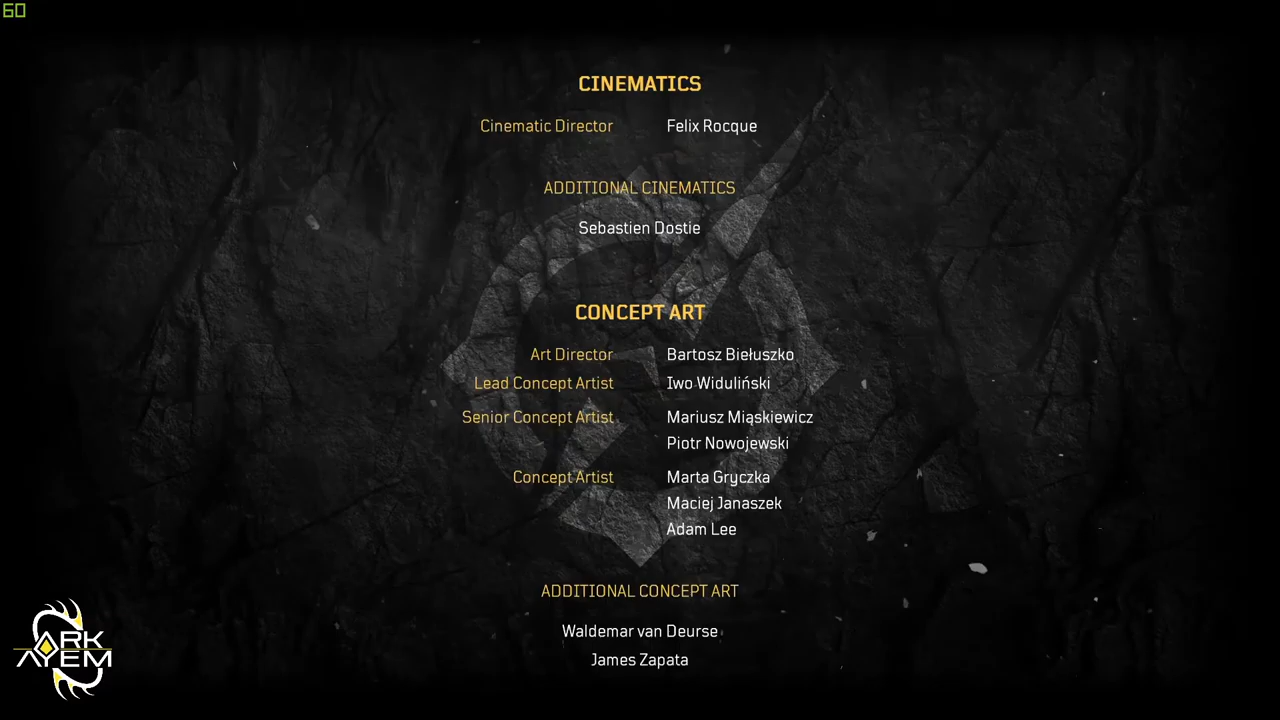 60
CINEMATICS
Cinematic Director Felix Rocque
ADDITIONAL CINEMATICS
Sebastien Dostie
CONCEPT ART
Art Director Bartosz Biełuszko
Lead Concept Artist Iwo Widuliński
Senior Concept Artist Mariusz Miąskiewicz
Piotr Nowojewski
Concept Artist Marta Gryczka
Maciej Janaszek
Adam Lee
ADDITIONAL CONCEPT ART
Waldemar van Deurse
James Zapata
ARK
AYEM